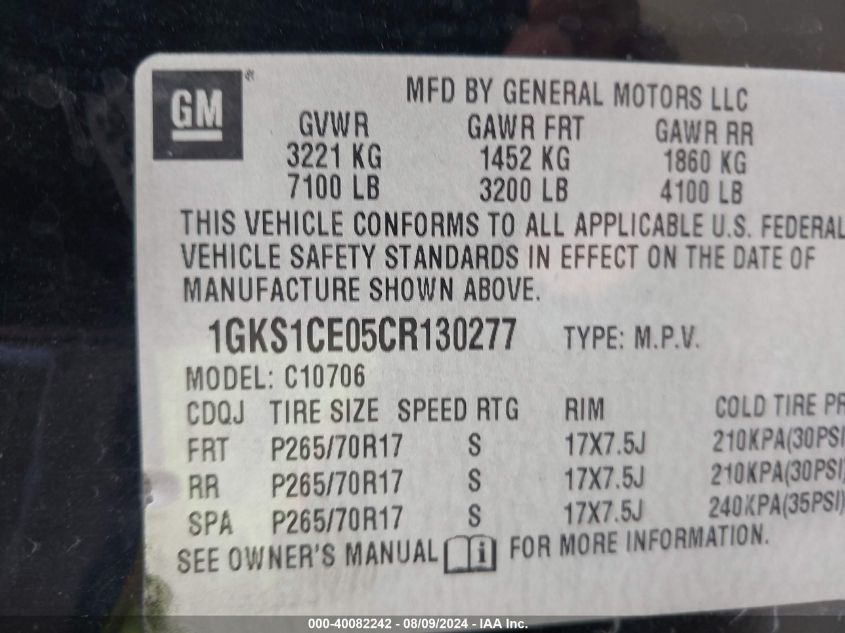 GM ®
MFD BY GENERAL MOTORS LLC
GVWR GAWR FRT GAWR RR
3221 KG 1452 KG 1860 KG
7100 LB 3200 LB 4100 LB
THIS VEHICLE CONFORMS TO ALL APPLICABLE U.S. FEDERAL
VEHICLE SAFETY STANDARDS IN EFFECT ON THE DATE OF
MANUFACTURE SHOWN ABOVE.
1GKS1CE05CR130277 TYPE: M.P.V.
MODEL: C10706
CDQJ TIRE SIZE SPEED RTG RIM COLD TIRE PR
FRT P265/70R17 S 17X7.5J 210KPA(30PSI
RR P265/70R17 S 17X7.5J 210KPA(30PSI)
SPA P265/70R17 S 17X7.5J 240KPA(35PSI)
SEE OWNER'S MANUAL i FOR MORE INFORMATION.
000-40082242 - 08/09/2024 - IAA Inc.